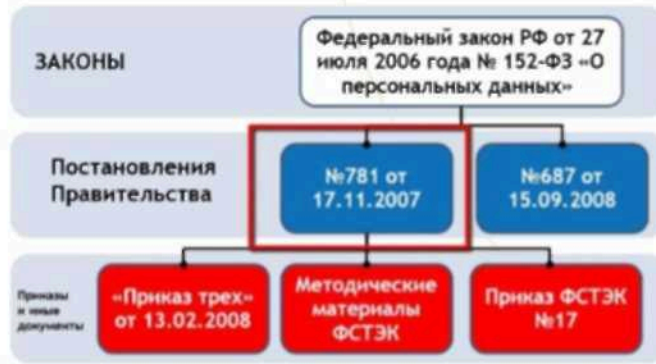 ЗАКОНЫ
Федеральный закон РФ от 27
июля 2006 года № 152-ФЗ «О
персональных данных»
Постановления
Правительства
№781 от
17.11.2007
№687 от
15.09.2008
Приказы
и иные
документы
«Приказ трех»
от 13.02.2008
Методические
материалы
ФСТЭК
Приказ ФСТЭК
№17